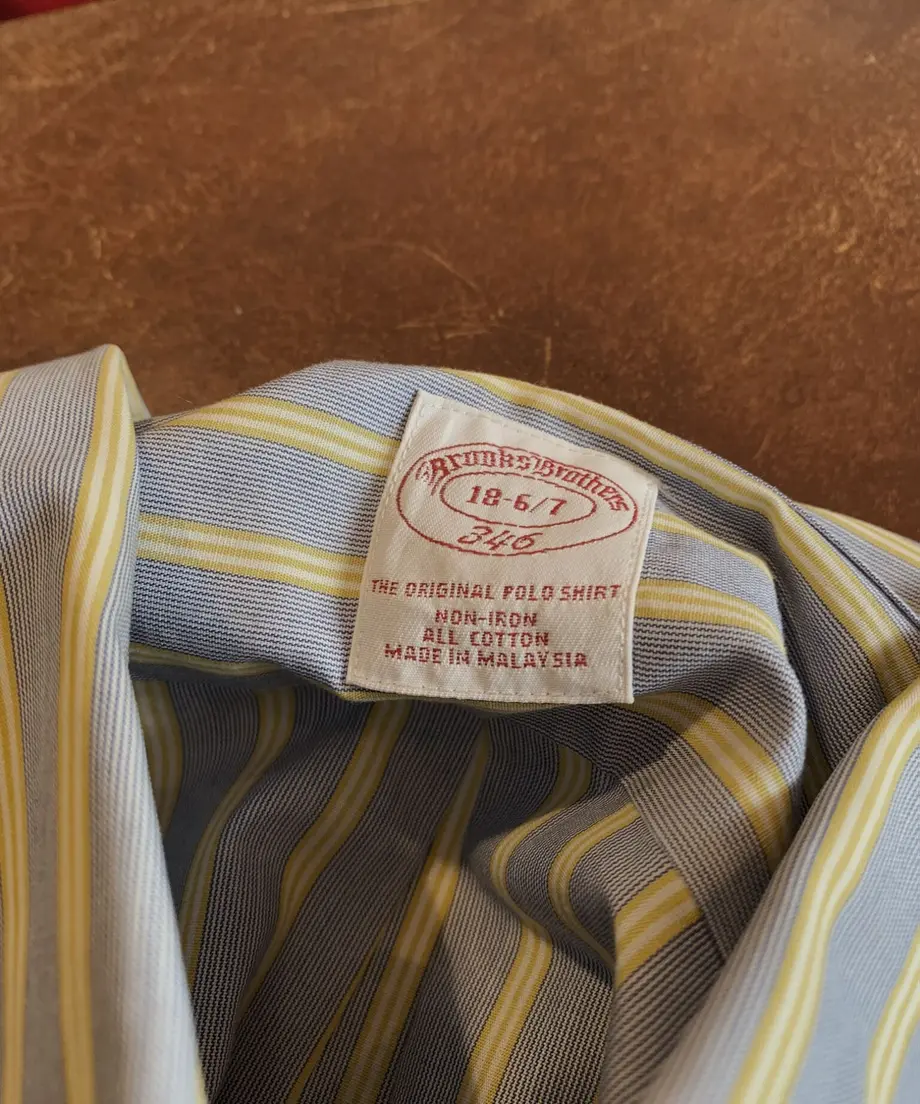 Brooks Brothers
18-6/7
346
THE ORIGINAL POLO SHIRT
NON-IRON
ALL COTTON
MADE IN MALAYSIA